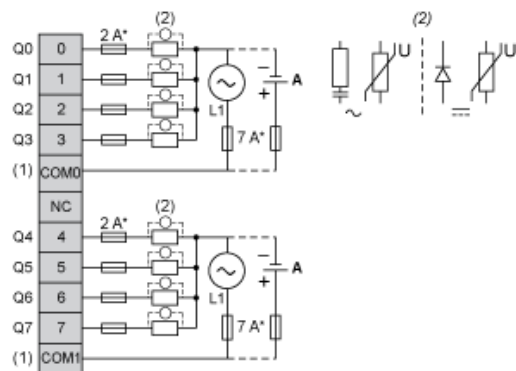 (2)
(2)
Q0 0 2 A*
U U
Q1 1
Q2 2
A
L1
Q3 3
7 A*
(1) COM0
NC
(2)
Q4 4 2 A*
Q5 5
Q6 6
A
L1
Q7 7
7 A*
(1) COM1